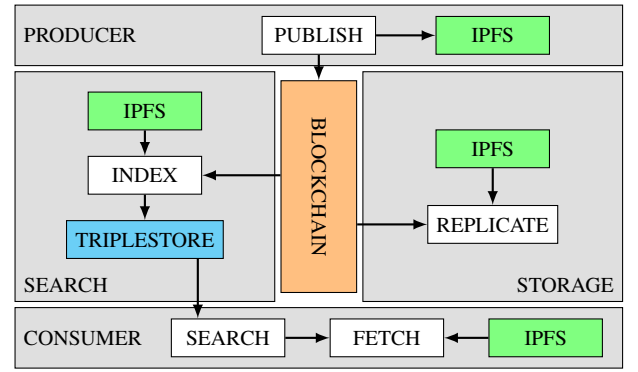 PRODUCER
PUBLISH
IPFS
IPFS
INDEX
TRIPLESTORE
SEARCH
BLOCKCHAIN
IPFS
REPLICATE
STORAGE
CONSUMER
SEARCH
FETCH
IPFS